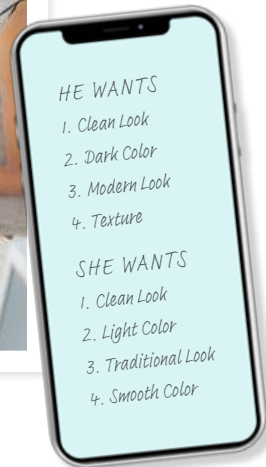 HE WANTS
1. Clean Look
2. Dark Color
3. Modern Look
4. Texture
SHE WANTS
1. Clean Look
2. Light Color
3. Traditional Look
4. Smooth Color